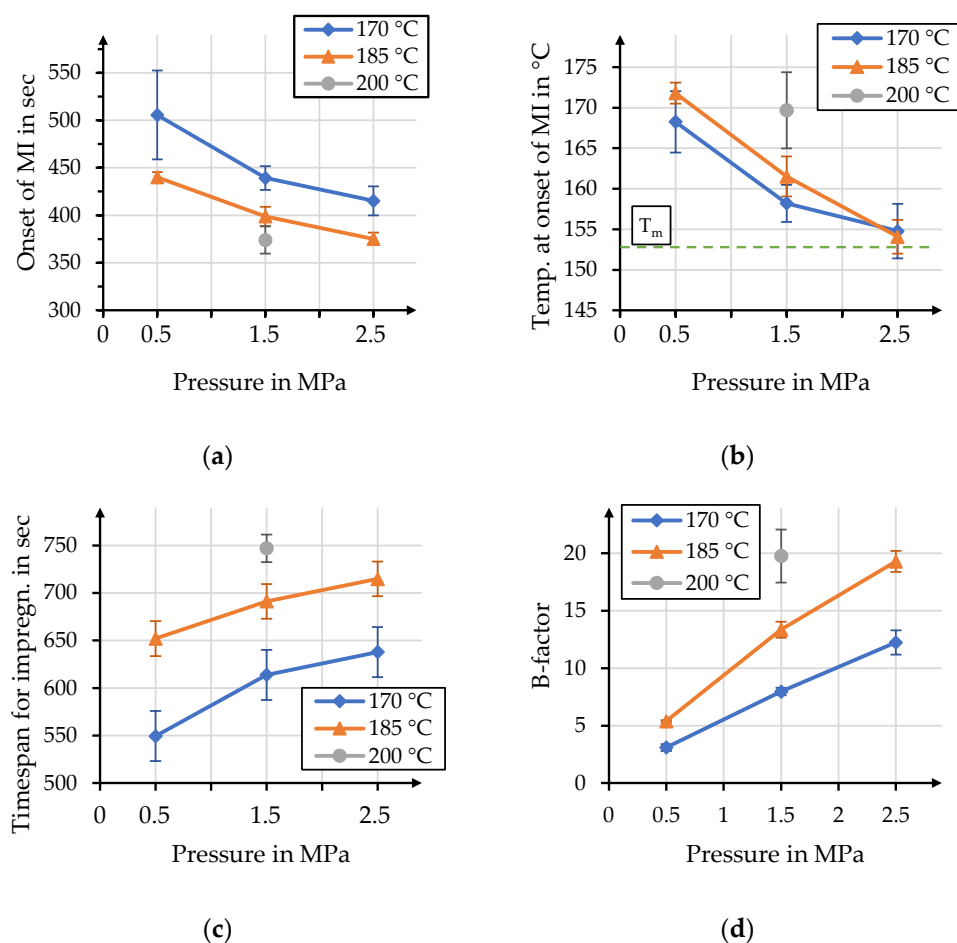 Onset of MI in sec
550
500
450
400
350
300
0
0.5
1.5
2.5
Pressure in MPa
170 °C
185 °C
200 °C
(a)
Temp. at onset of MI in °C
175
170
165
160
155
150
145
0
0.5
1.5
2.5
Pressure in MPa
170 °C
185 °C
200 °C
Tm
(b)
Timespan for impregn. in sec
750
700
650
600
550
500
0
0.5
1.5
2.5
Pressure in MPa
170 °C
185 °C
200 °C
(c)
B-factor
20
15
10
5
0
0
0.5
1
1.5
2
2.5
Pressure in MPa
170 °C
185 °C
200 °C
(d)